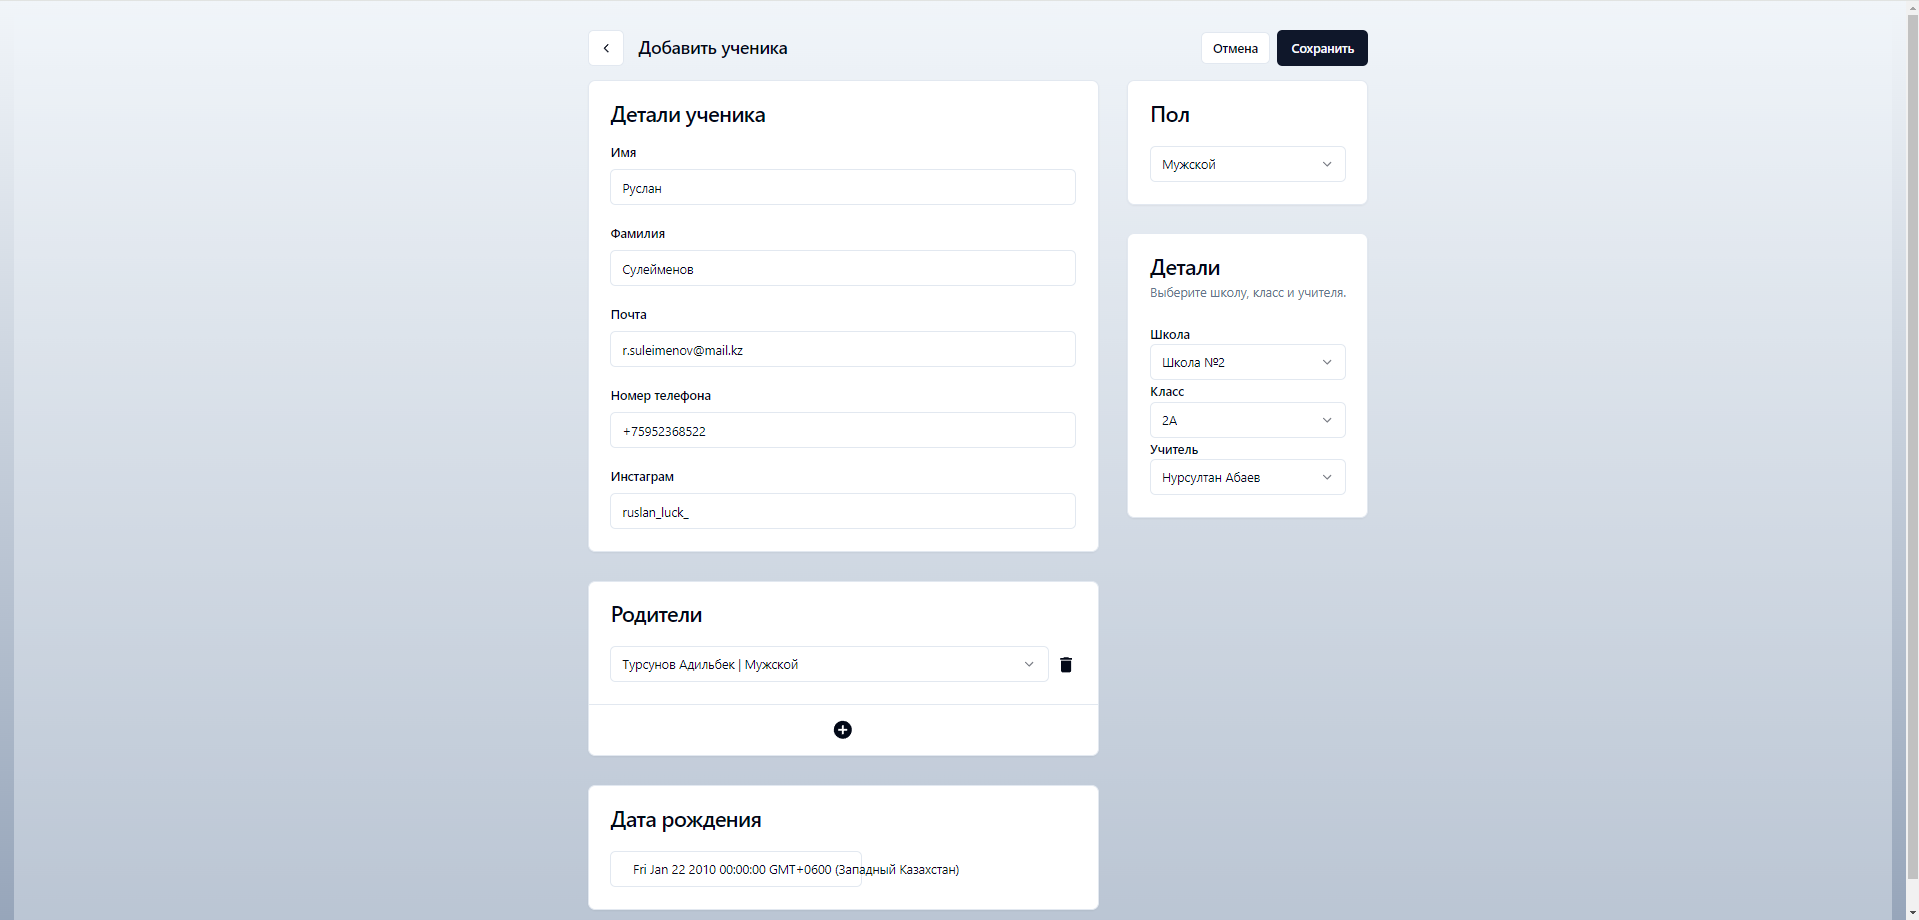 Добавить ученика
Отмена
Сохранить
Детали ученика
Имя
Руслан
Фамилия
Сулейменов
Почта
r.suleimenov@mail.kz
Номер телефона
+75952368522
Инстаграм
ruslan_luck_
Родители
Турсунов Адильбек | Мужской
Дата рождения
Fri Jan 22 2010 00:00:00 GMT+0600 (Западный Казахстан)
Пол
Мужской
Детали
Выберите школу, класс и учителя.
Школа
Школа №2
Класс
2А
Учитель
Нурсултан Абаев